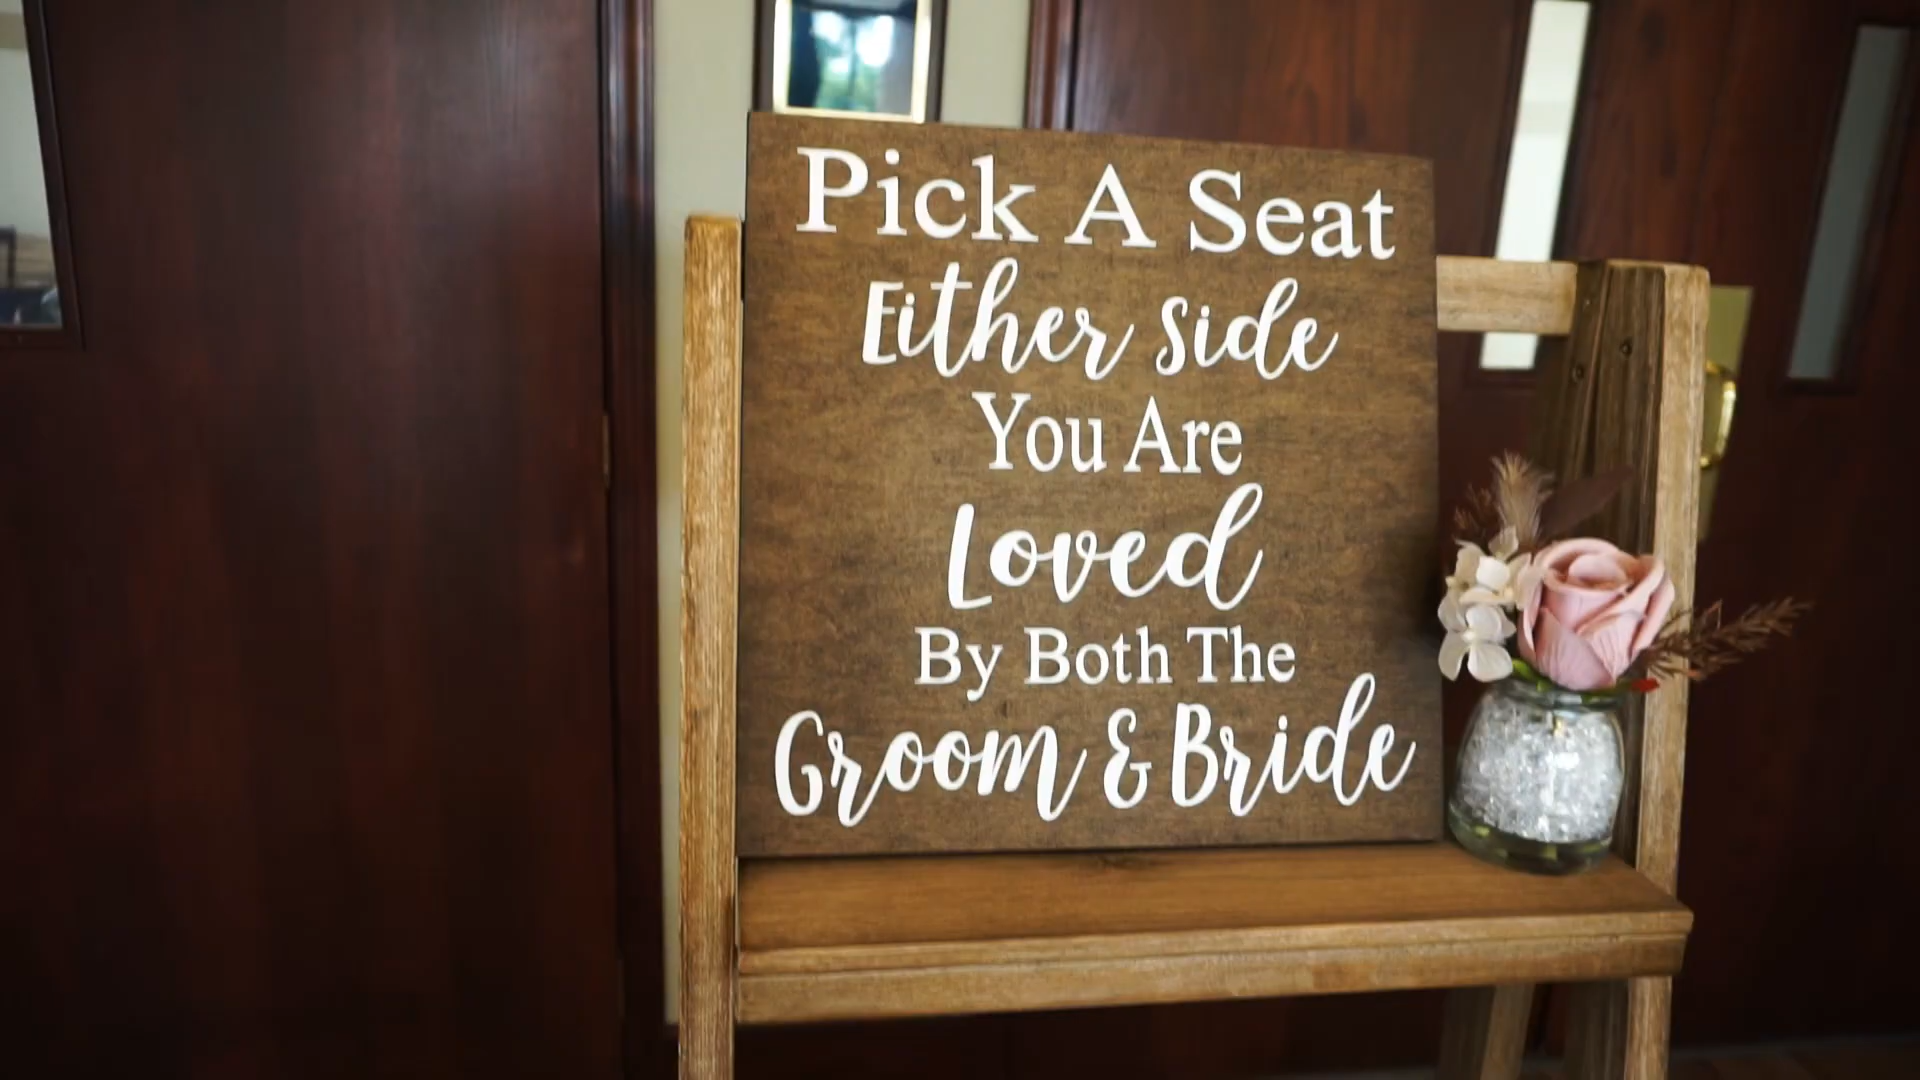 Pick A Seat
Either Side
You Are
Loved
By Both The
Groom & Bride